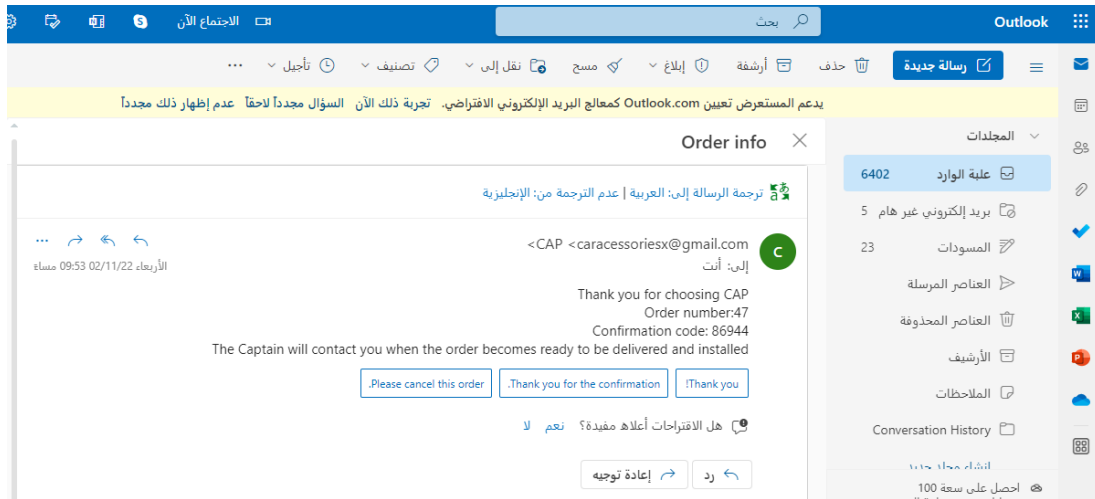 Outlook
بحث
الاجتماع الآن
رسالة جديدة
حذف
أرشفة
إبلاغ
مسح
نقل إلى
تصنيف
تأجيل
يدعم المستعرض تعيين Outlook.com كمعالج البريد الإلكتروني الافتراضي. تجربة ذلك الآن السؤال مجدداً لاحقاً عدم إظهار ذلك مجدداً
المجلدات
علبة الوارد 6402
بريد إلكتروني غير هام 5
المسودات 23
العناصر المرسلة
العناصر المحذوفة
الأرشيف
الملاحظات
Conversation History
إنشاء مجلد جديد
احصل على سعة 100
Order info
ترجمة الرسالة إلى: العربية | عدم الترجمة من: الإنجليزية
C
<CAP <caracessoriesx@gmail.com
إلى: أنت
الأربعاء 02/11/22 09:53 مساءً
Thank you for choosing CAP
Order number:47
Confirmation code: 86944
The Captain will contact you when the order becomes ready to be delivered and installed
!Thank you
.Thank you for the confirmation
.Please cancel this order
هل الاقتراحات أعلاه مفيدة؟ نعم لا
رد
إعادة توجيه